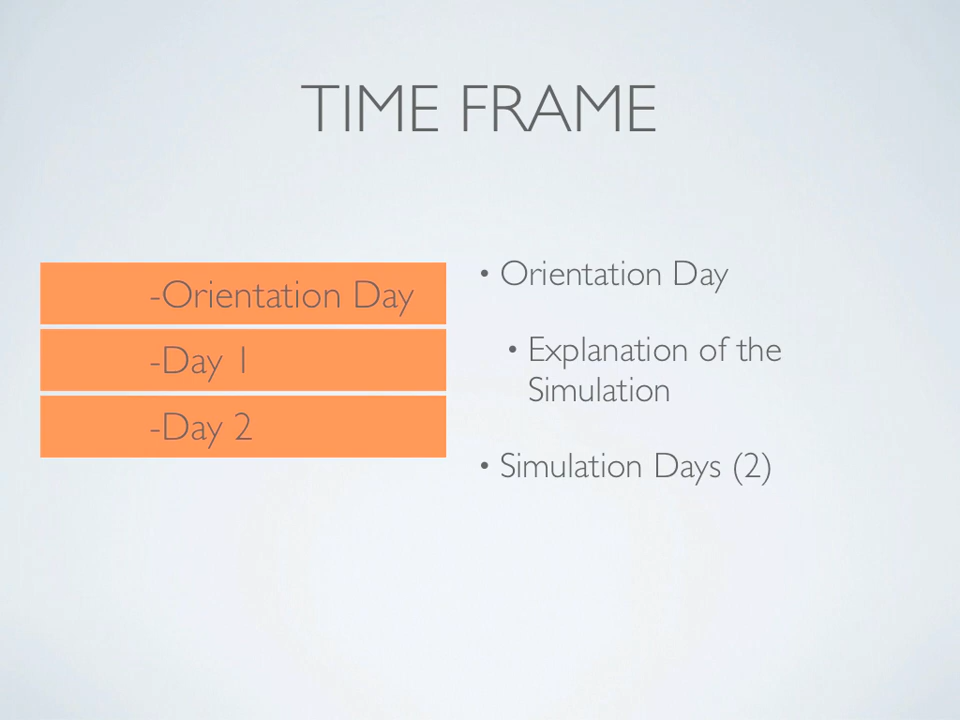 TIME FRAME
-Orientation Day
-Day 1
-Day 2
• Orientation Day
• Explanation of the
Simulation
• Simulation Days (2)